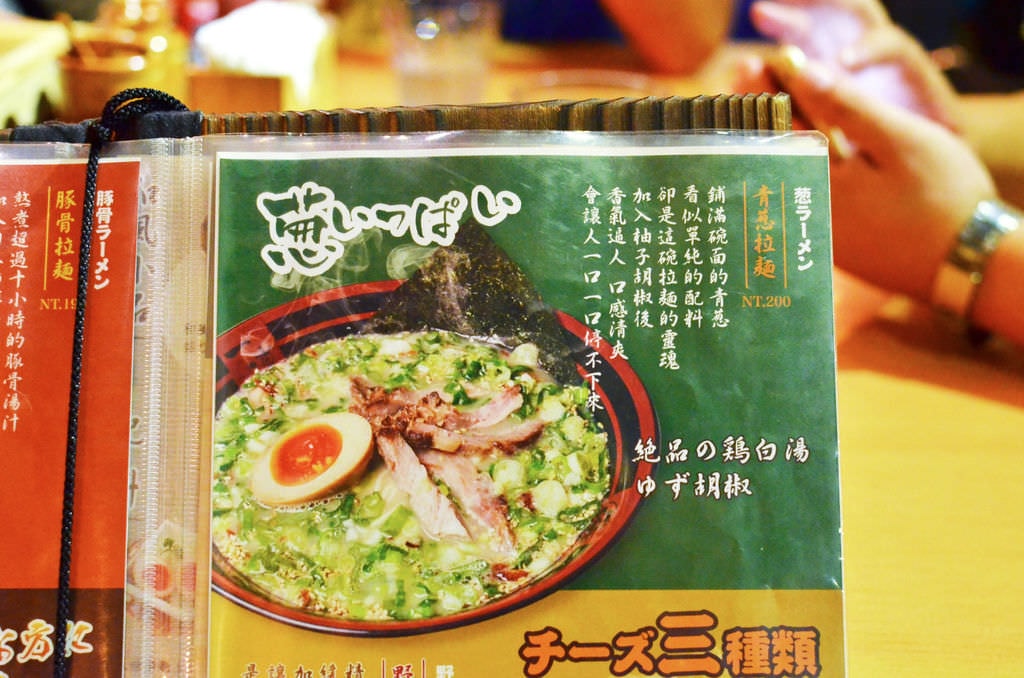 葱いっぱい
葱ラーメン
青葱拉麺
NT.200
鋪滿碗面的青葱
看似單純的配料
卻是這碗拉麵的靈魂
加入柚子胡椒後
香氣逼人 口感清爽
會讓人一口一口停不下來
絶品の鶏白湯
ゆず胡椒
チーズ三種類
野
豚骨ラーメン
豚骨拉麺
熬煮超過十小時的豚骨湯汁